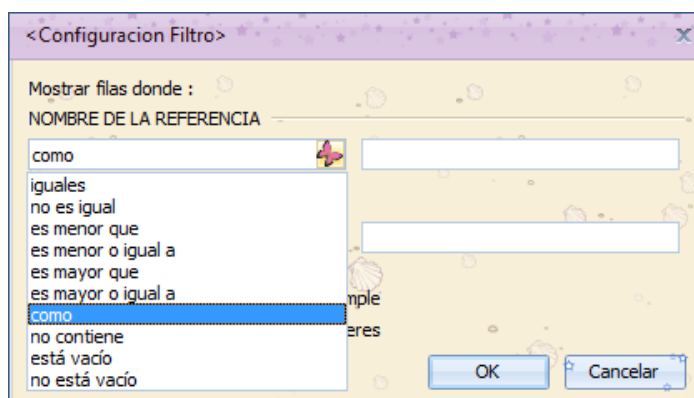 <Configuracion Filtro>
Mostrar filas donde :
NOMBRE DE LA REFERENCIA
como
iguales
no es igual
es menor que
es menor o igual a
es mayor que
es mayor o igual a
como
no contiene
está vacío
no está vacío
mple
eres
OK
Cancelar